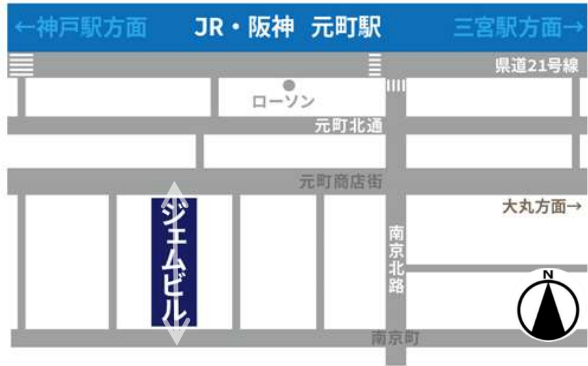 ←神戸駅方面
JR・阪神 元町駅
三宮駅方面→
県道21号線
ローソン
元町北通
元町商店街
大丸方面→
ジェムビル
南京北路
N
南京町